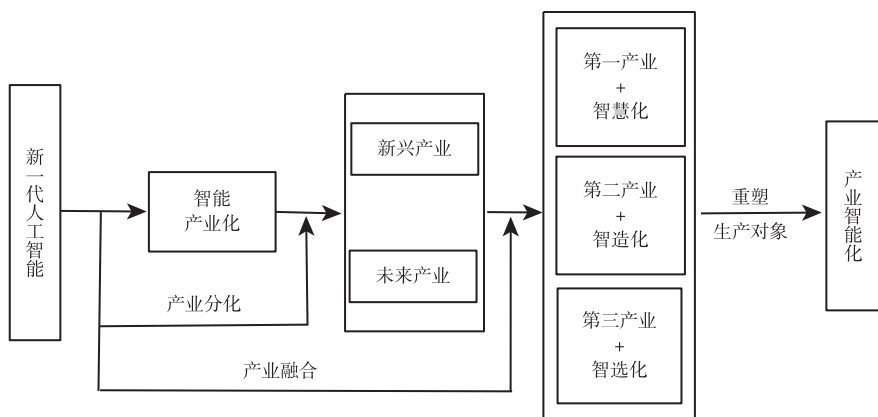 新一代人工智能
智能
产业化
产业分化
产业融合
新兴产业
未来产业
第一产业
+
智慧化
第二产业
+
智造化
第三产业
+
智选化
重塑
生产对象
产业智能化